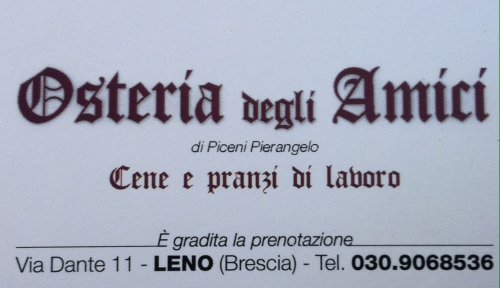 Osteria degli Amici
di Piceni Pierangelo
Cene e pranzi di lavoro
È gradita la prenotazione
Via Dante 11 - LENO (Brescia) - Tel. 030.9068536